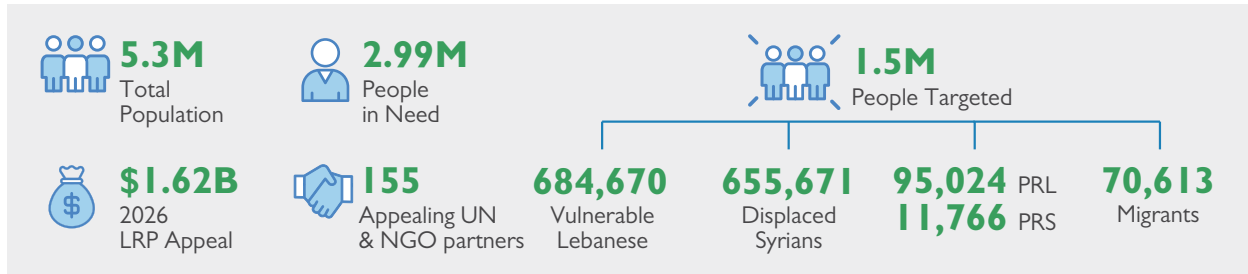 5.3M
Total
Population
2.99M
People
in Need
1.5M
People Targeted
$1.62B
2026
LRP Appeal
155
Appealing UN
& NGO partners
684,670
Vulnerable
Lebanese
655,671
Displaced
Syrians
95,024 PRL
11,766 PRS
70,613
Migrants